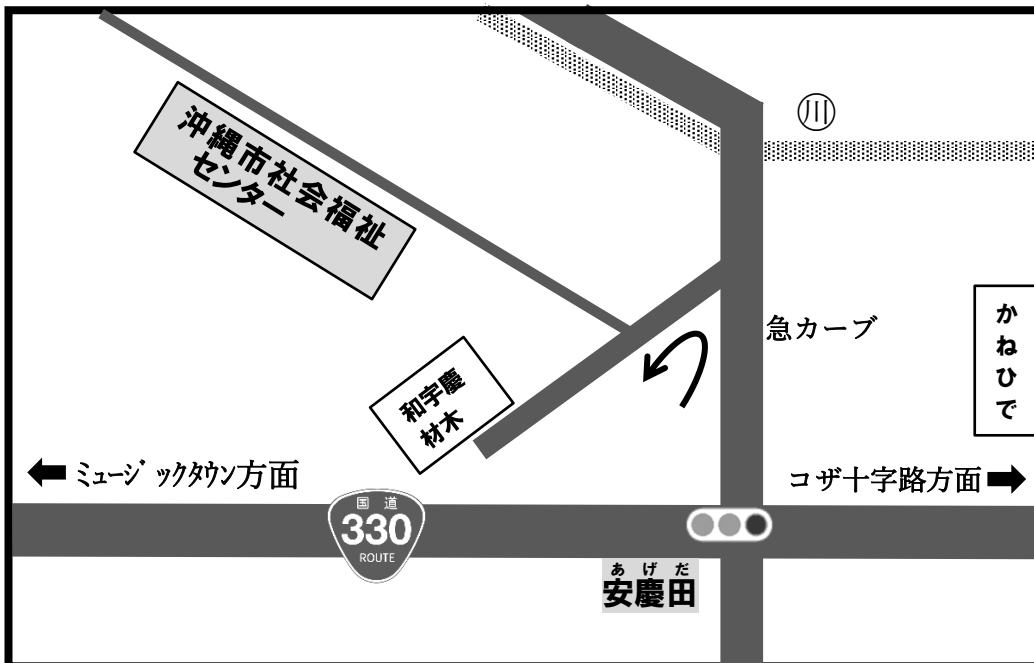 川
沖縄市社会福祉
センター
急カーブ
かねひで
和宇慶
材木
← ミュージックタウン方面
コザ十字路方面 →
国道
330
ROUTE
あげだ
安慶田